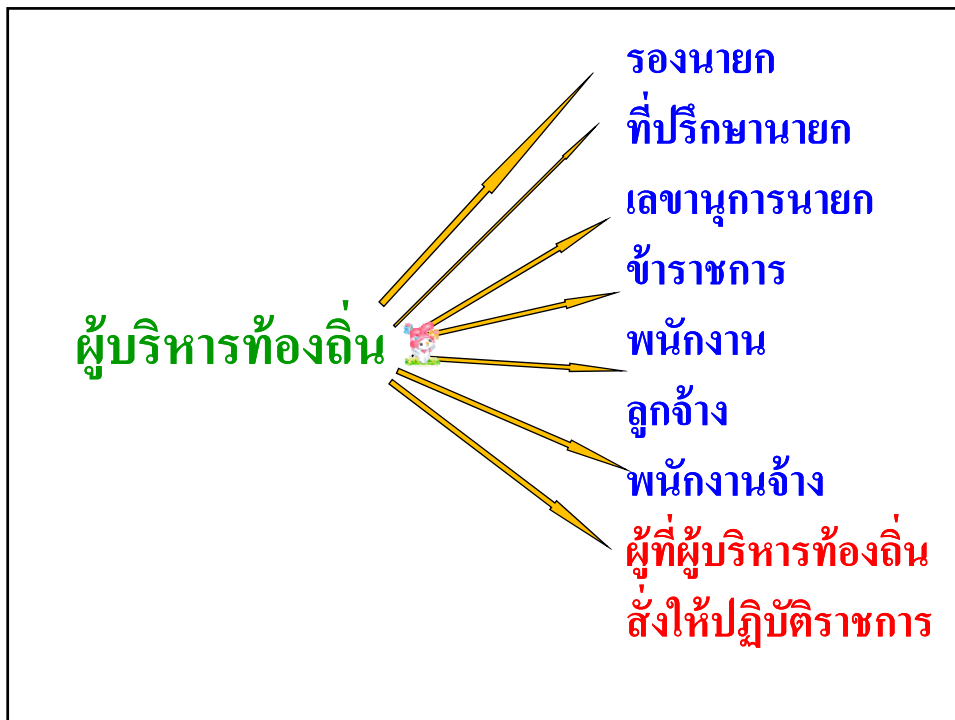 รองนายก
ที่ปรึกษานายก
เลขานุการนายก
ข้าราชการ
ผู้บริหารท้องถิ่น
พนักงาน
ลูกจ้าง
พนักงานจ้าง
ผู้ที่ผู้บริหารท้องถิ่น
สั่งให้ปฏิบัติราชการ